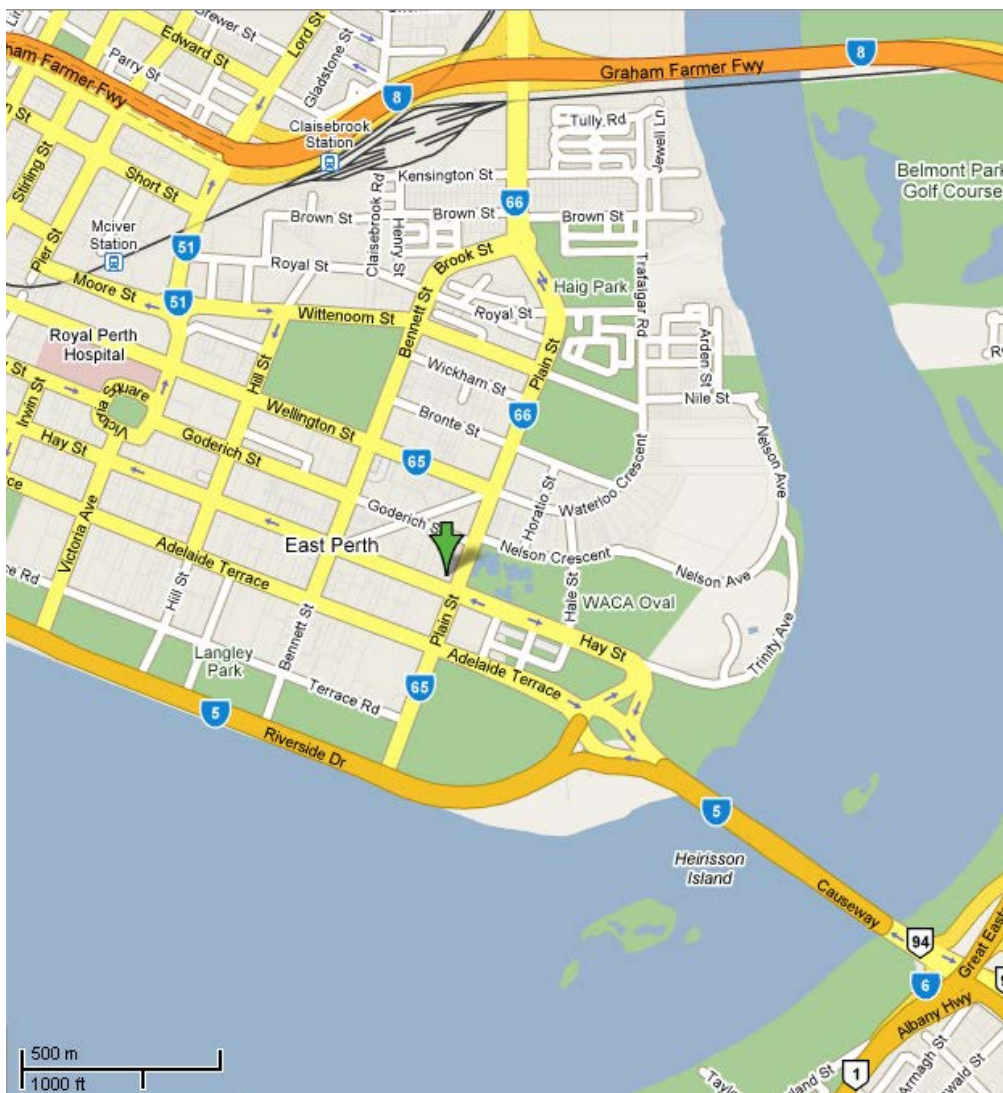 Brewer St
Edward St
Lord St
Gladstone St
Parry St
8
Graham Farmer Fwy
8
ham Farmer Fwy
8
Claisebrook
Station
Tully Rd
Jewell Ln
Stirling St
Short St
Kensington St
Belmont Park
Golf Course
66
Mciver
Station
Pier St
51
Brown St
Claisebrook Rd
Henry St
Brown St
Brown St
Royal St
Brook St
Moore St
51
Wittenoom St
Bennett St
Royal St
Haig Park
Trafalgar Rd
Royal Perth
Hospital
Hill St
Wickham St
Plain St
Arden St
Irwin St
Victoria Square
Wellington St
Bronte St
66
Nile St
Hay St
Goderich St
65
Waterloo Crescent
Nelson Ave
Horatio St
Goderich St
East Perth
Nelson Crescent
Nelson Ave
Victoria Ave
Adelaide Terrace
Hale St
WACA Oval
Hill St
Bennett St
Plain St
Hay St
Trinity Ave
ce Rd
Langley
Park
Terrace Rd
Adelaide Terrace
65
5
Riverside Dr
5
Heirisson
Island
Causeway
94
Great East
6
Albany Hwy
1
Armagh St
500 m
1000 ft